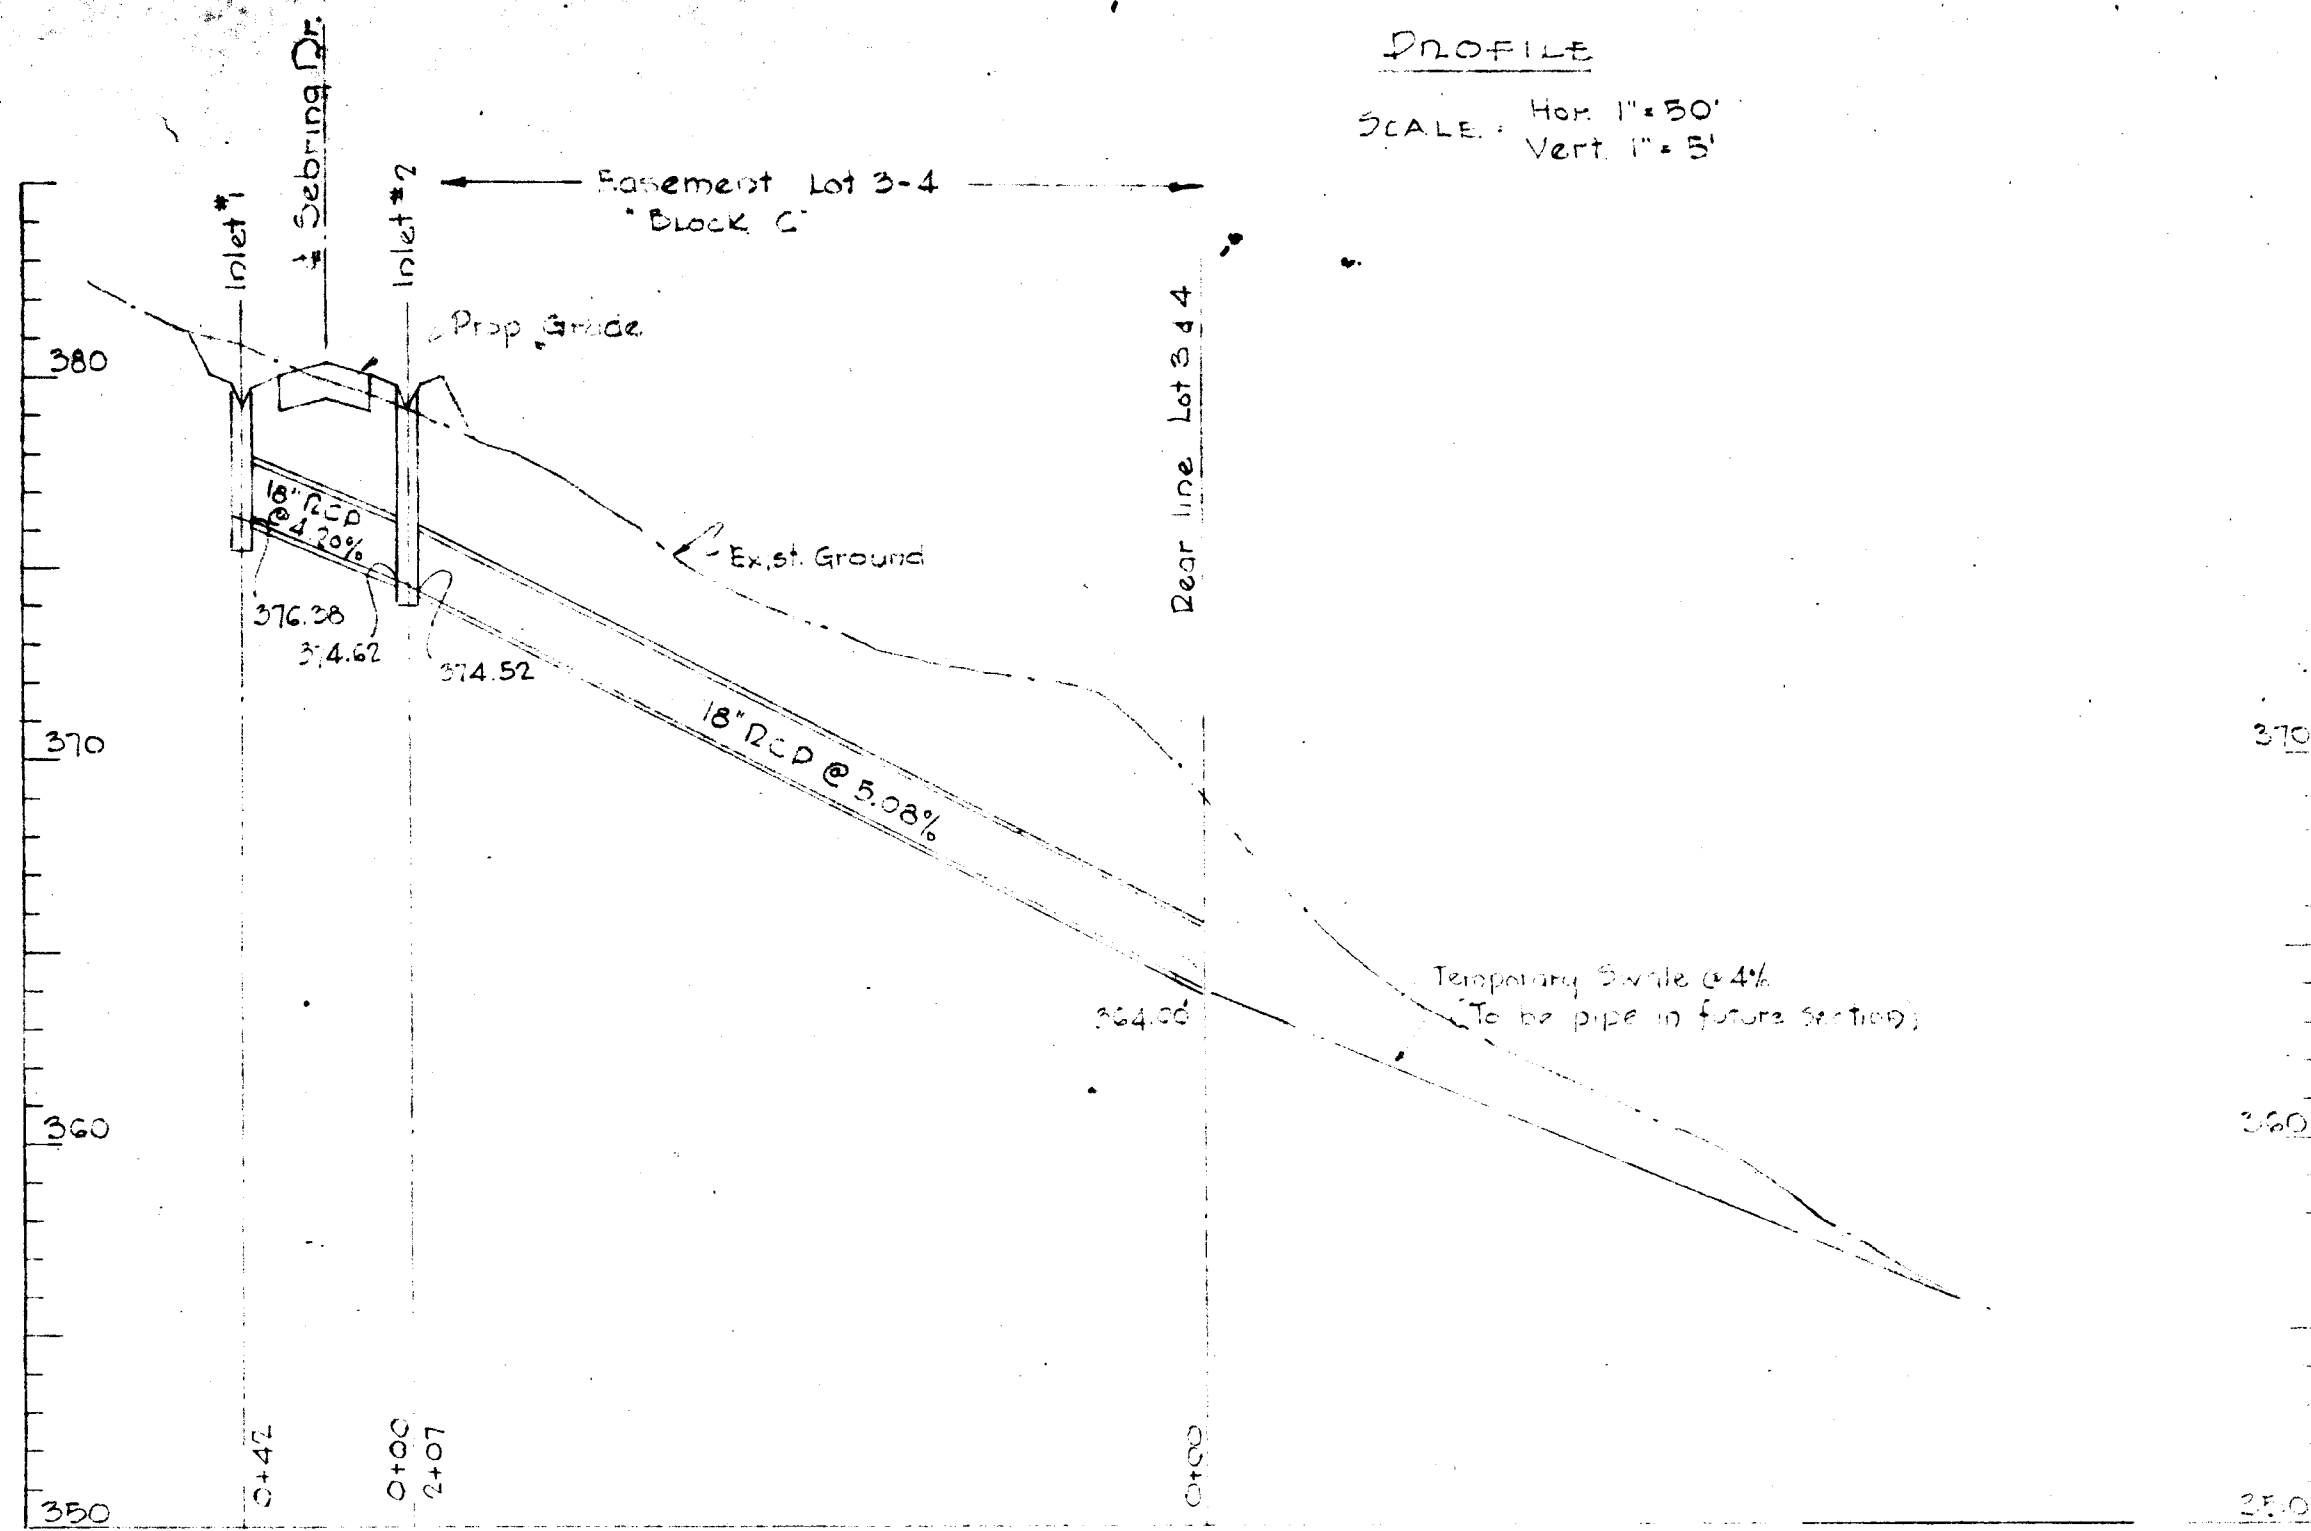 PROFILE
SCALE: Hor. 1"=50'
Vert. 1"=5'
℄ Sebring Dr.
Inlet #1
Inlet #2
Easement Lot 3-4
"BLOCK C"
Prop. Grade
Rear line Lot 3 & 4
380
18" RCP
@ 4.20%
Exist. Ground
376.38
374.62
374.52
18" RCP @ 5.08%
370
370
Temporary Swale @ 4%
(To be pipe in future section)
364.00
360
360
0+42
0+00
2+07
0+00
350
350